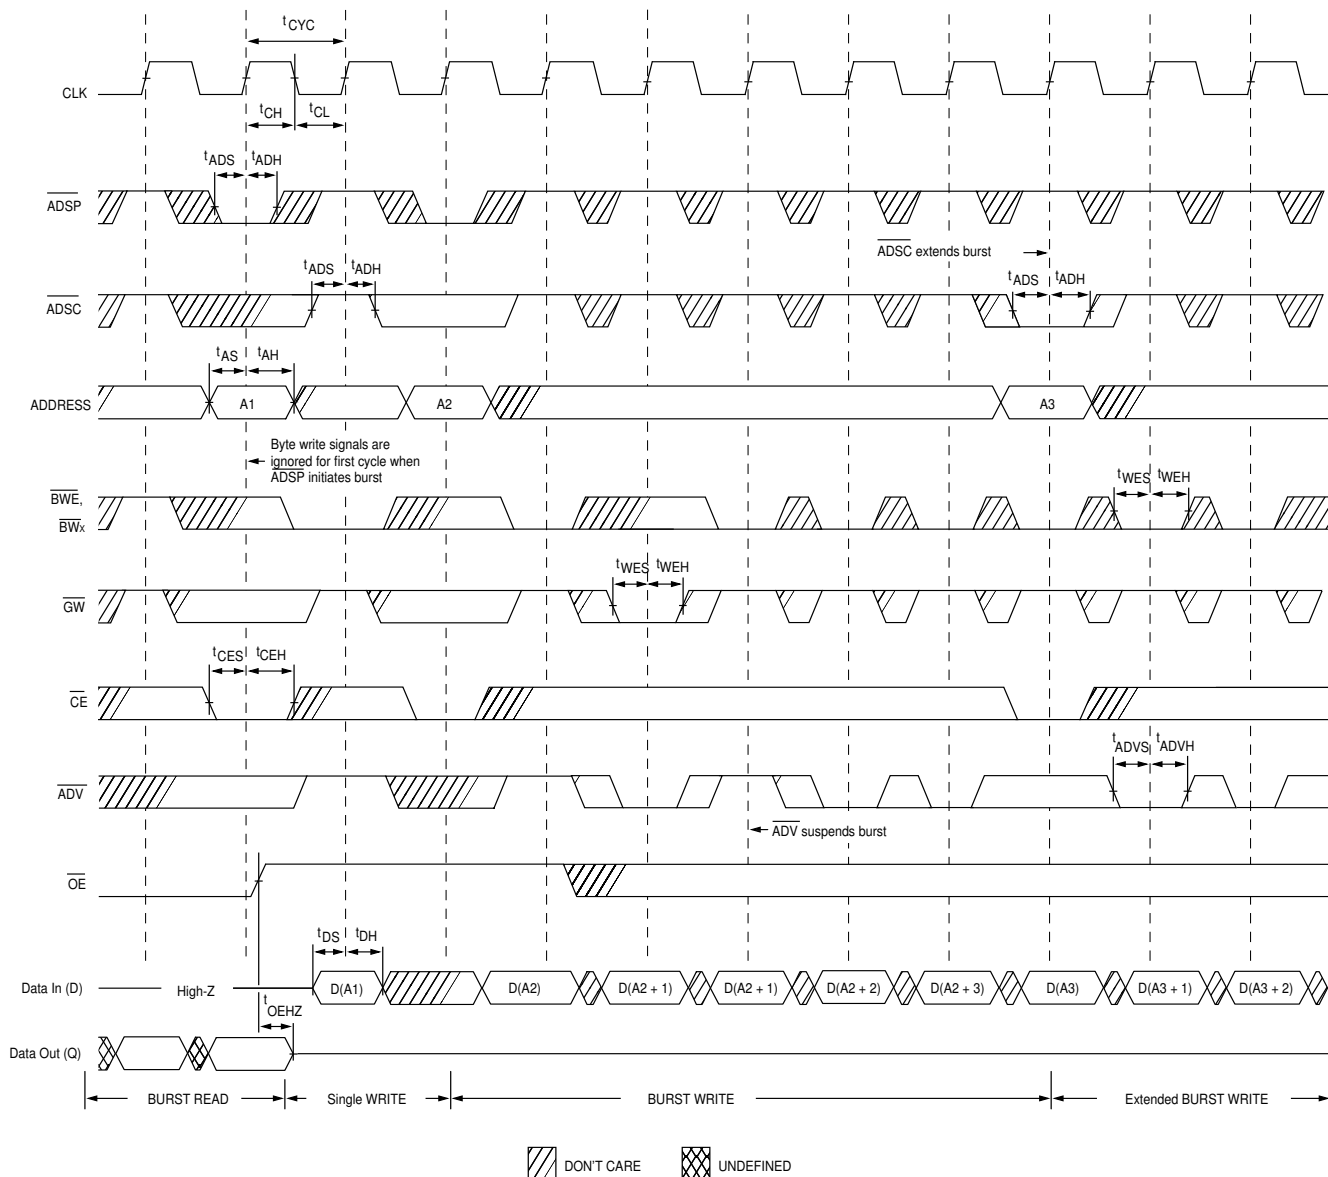 tCYC
CLK
tCH
tCL
tADS
tADH
ADSP
ADSC extends burst
tADS
tADH
tADS
tADH
ADSC
tAS
tAH
ADDRESS
A1
A2
A3
Byte write signals are
ignored for first cycle when
ADSP initiates burst
tWES
tWEH
BWE,
BWX
tWES
tWEH
GW
tCES
tCEH
CE
tADVS
tADVH
ADV
ADV suspends burst
OE
tDS
tDH
Data In (D)
High-Z
D(A1)
D(A2)
D(A2 + 1)
D(A2 + 1)
D(A2 + 2)
D(A2 + 3)
D(A3)
D(A3 + 1)
D(A3 + 2)
tOEHZ
Data Out (Q)
BURST READ
Single WRITE
BURST WRITE
Extended BURST WRITE
DON'T CARE
UNDEFINED